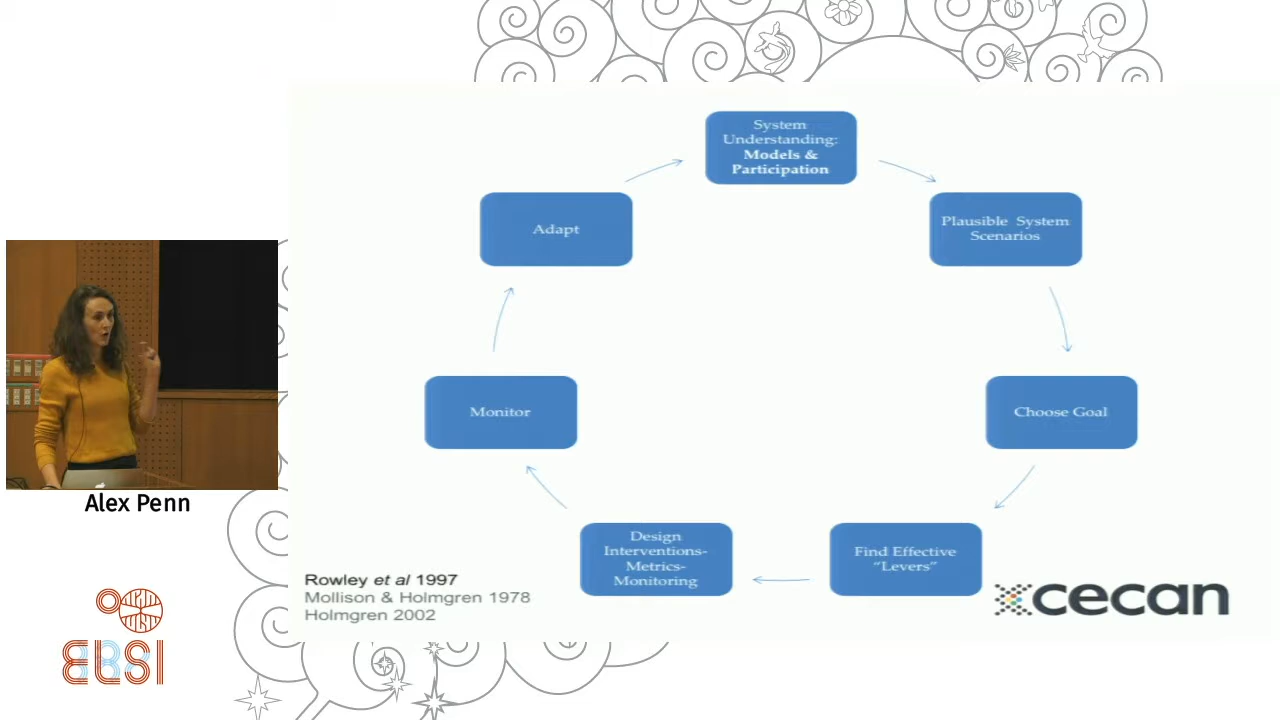 System
Understanding:
Models &
Participation
Plausible System
Scenarios
Choose Goal
Find Effective
“Levers”
Design
Interventions-
Metrics-
Monitoring
Monitor
Adapt
Rowley et al 1997
Mollison & Holmgren 1978
Holmgren 2002
cecan
Alex Penn
ELSI